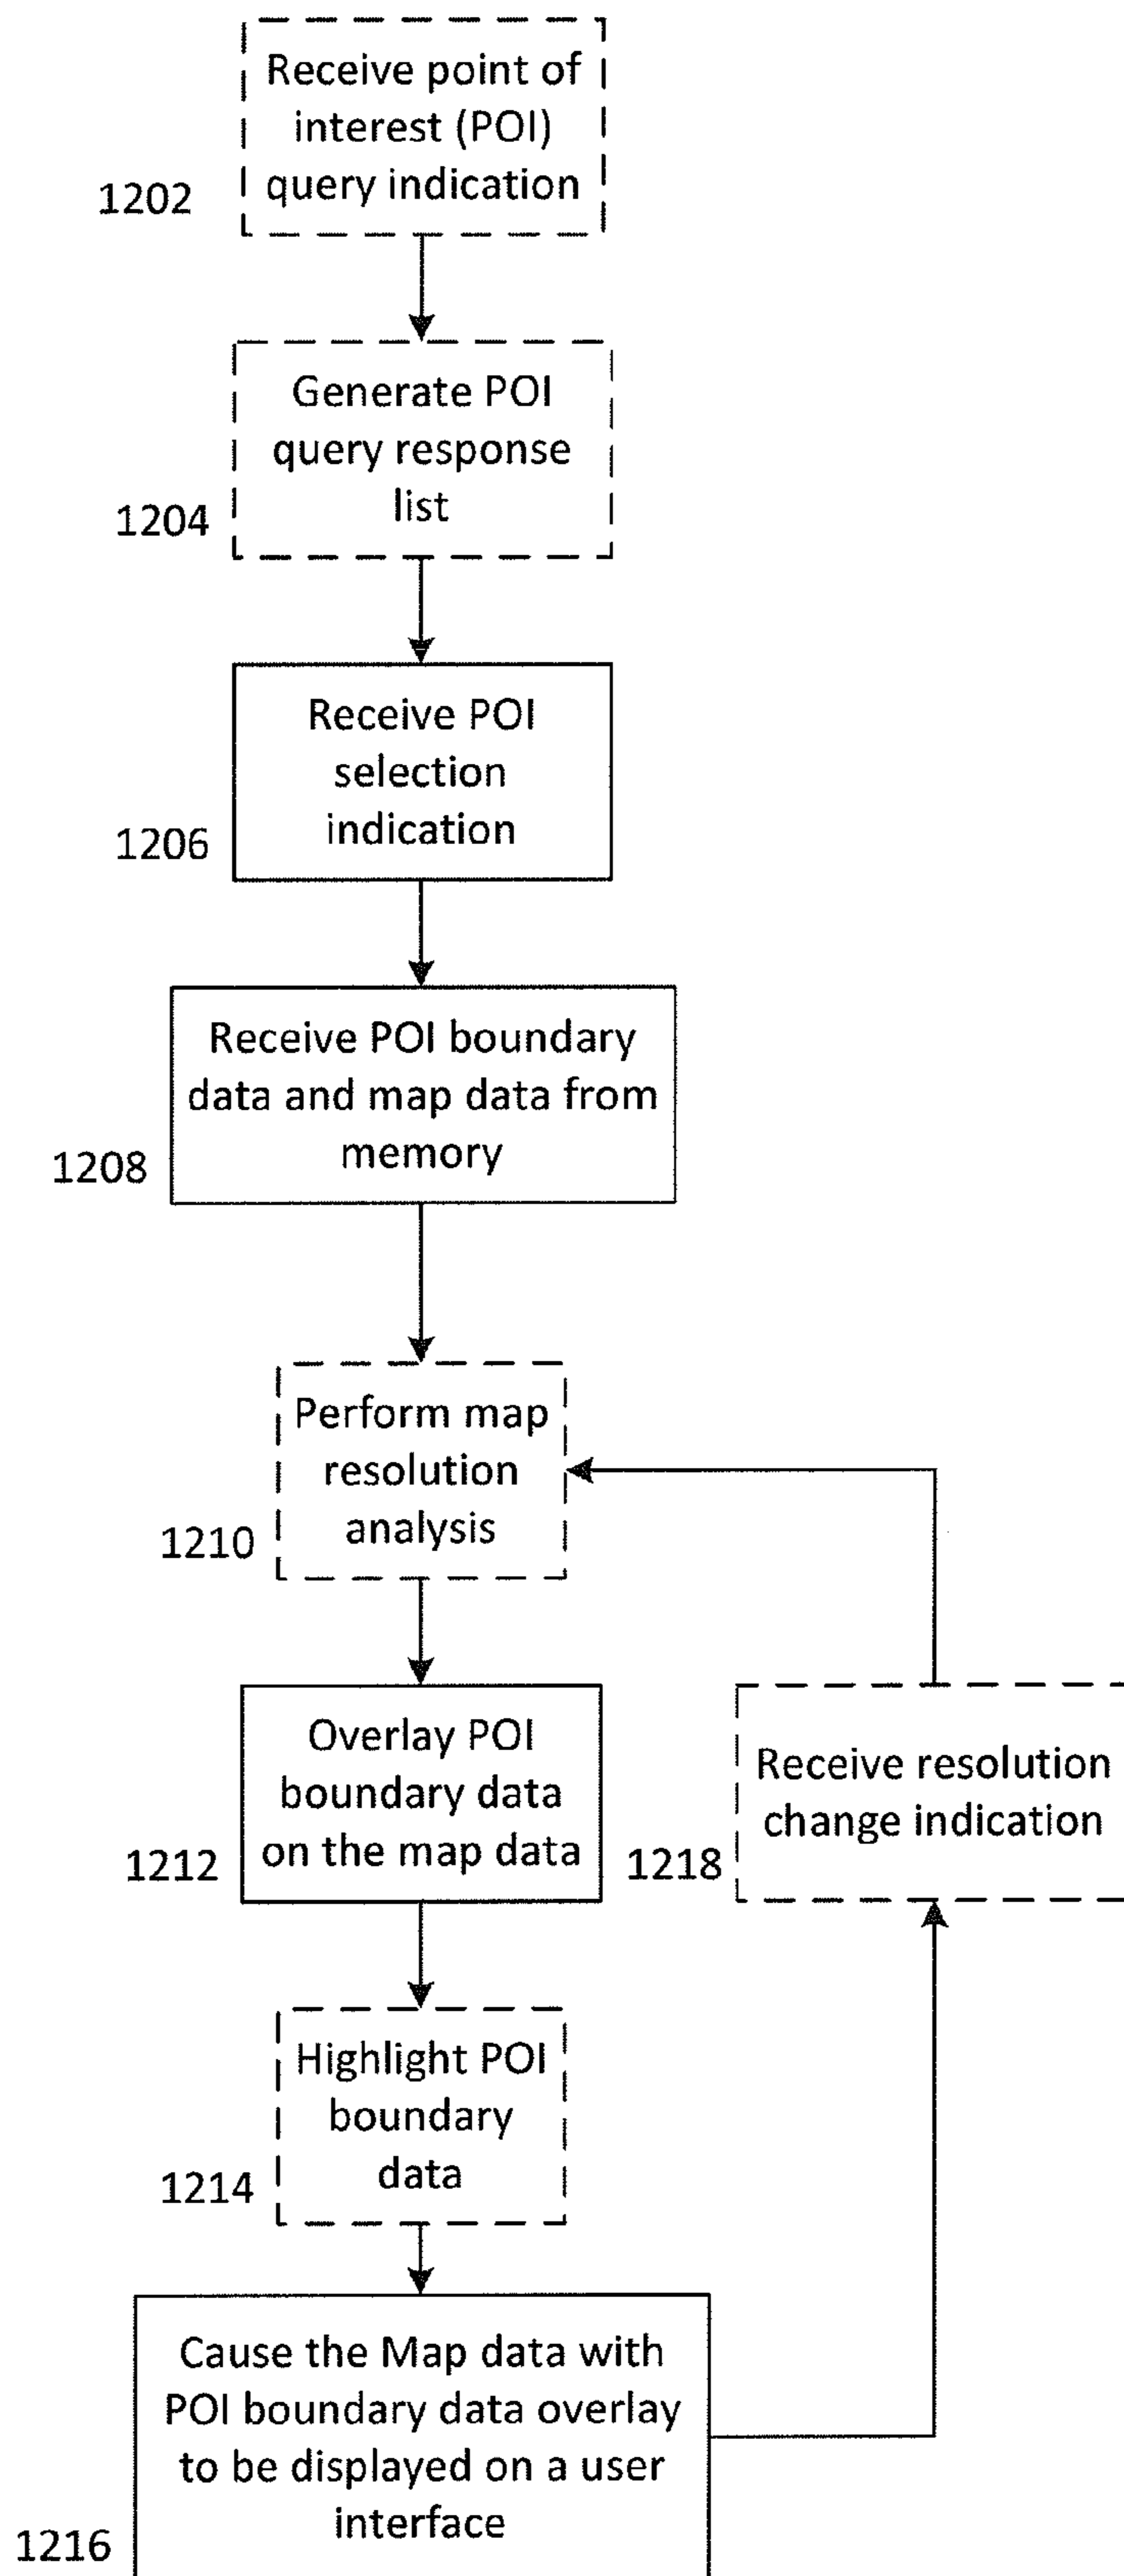 Receive point of
interest (POI)
query indication
1202
Generate POI
query response
list
1204
Receive POI
selection
indication
1206
Receive POI boundary
data and map data from
memory
1208
Perform map
resolution
analysis
1210
Overlay POI
boundary data
on the map data
1212
Receive resolution
change indication
1218
Highlight POI
boundary
data
1214
Cause the Map data with
POI boundary data overlay
to be displayed on a user
interface
1216